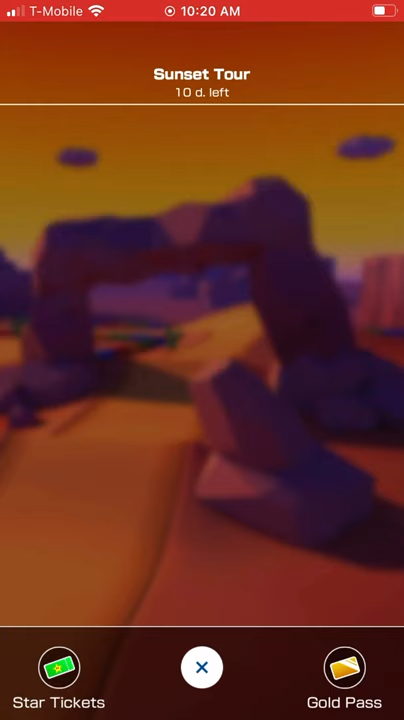 T-Mobile 10:20 AM
Sunset Tour
10 d. left
Star Tickets
Gold Pass